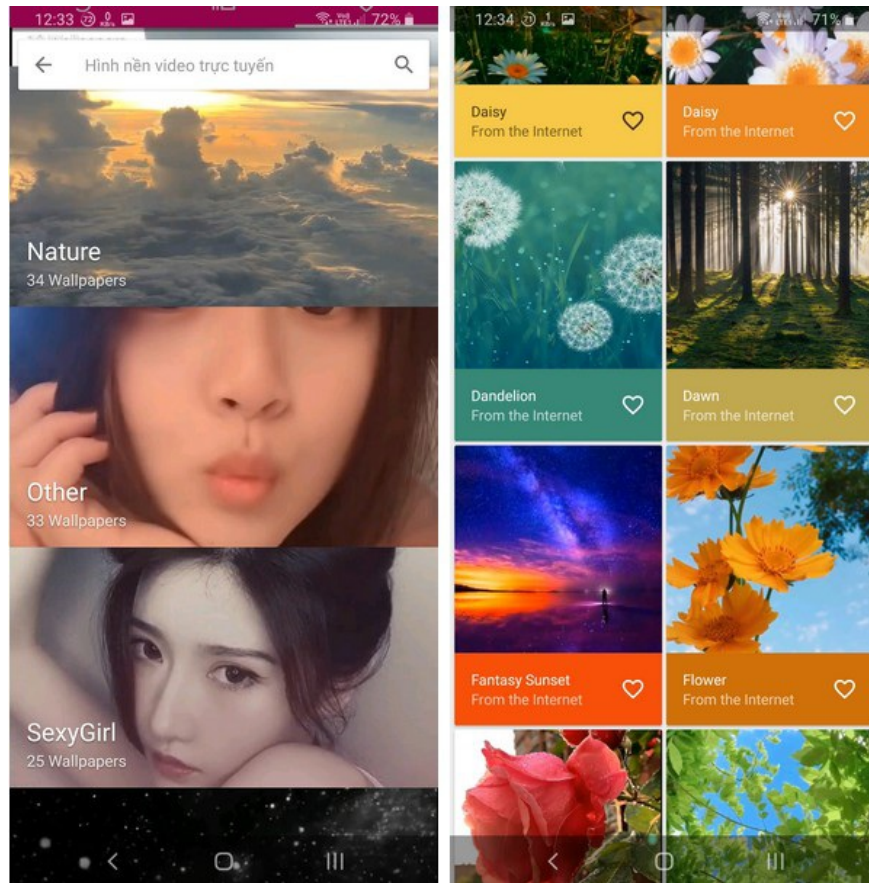 12:33
72%
Hình nền video trực tuyến
Nature
34 Wallpapers
Other
33 Wallpapers
SexyGirl
25 Wallpapers
12:34
71%
Daisy
From the Internet
Daisy
From the Internet
Dandelion
From the Internet
Dawn
From the Internet
Fantasy Sunset
From the Internet
Flower
From the Internet